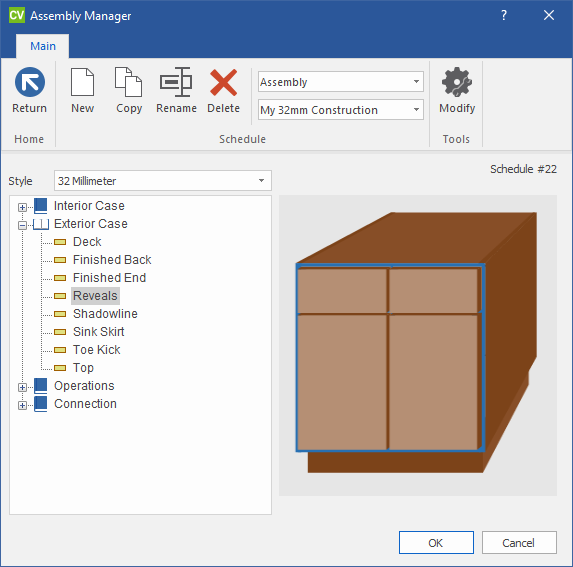 CV Assembly Manager ? ×
Main
Return New Copy Rename Delete Assembly
My 32mm Construction Modify
Home Schedule Tools
Schedule #22
Style 32 Millimeter
Interior Case
Exterior Case
Deck
Finished Back
Finished End
Reveals
Shadowline
Sink Skirt
Toe Kick
Top
Operations
Connection
OK Cancel